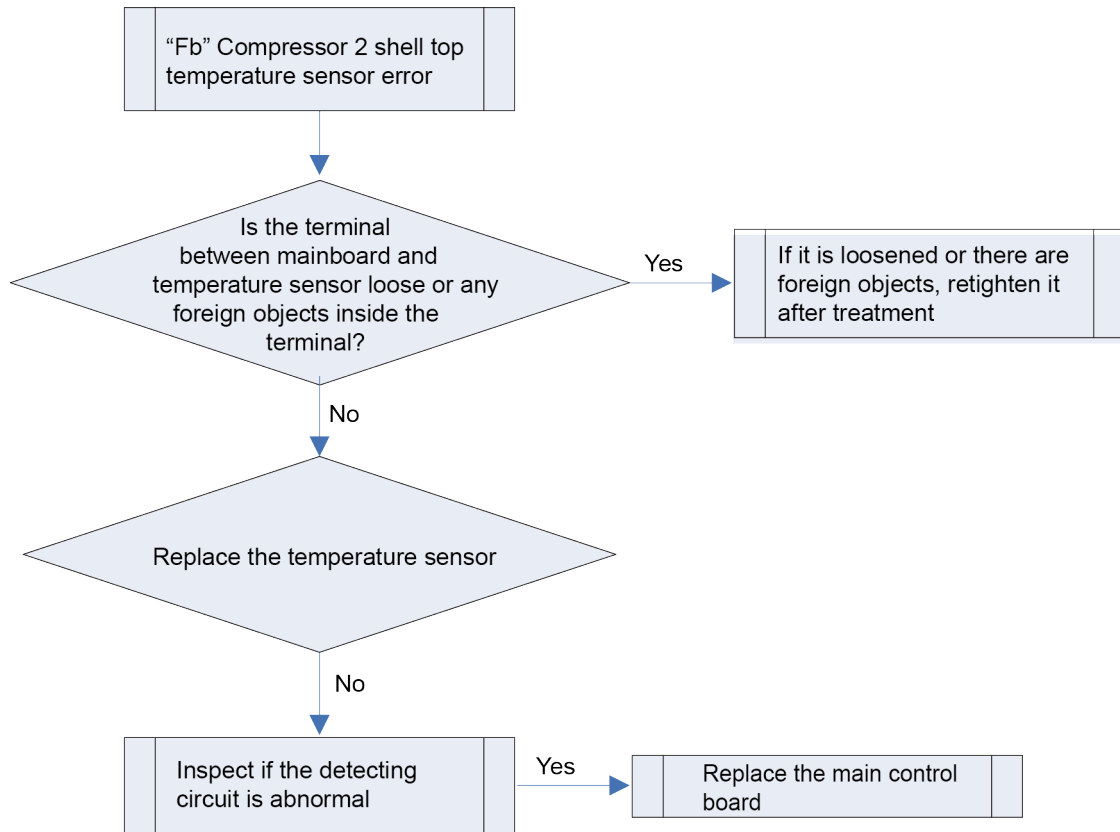 “Fb” Compressor 2 shell top
temperature sensor error
Is the terminal
between mainboard and
temperature sensor loose or any
foreign objects inside the
terminal?
Yes
If it is loosened or there are
foreign objects, retighten it
after treatment
No
Replace the temperature sensor
No
Inspect if the detecting
circuit is abnormal
Yes
Replace the main control
board